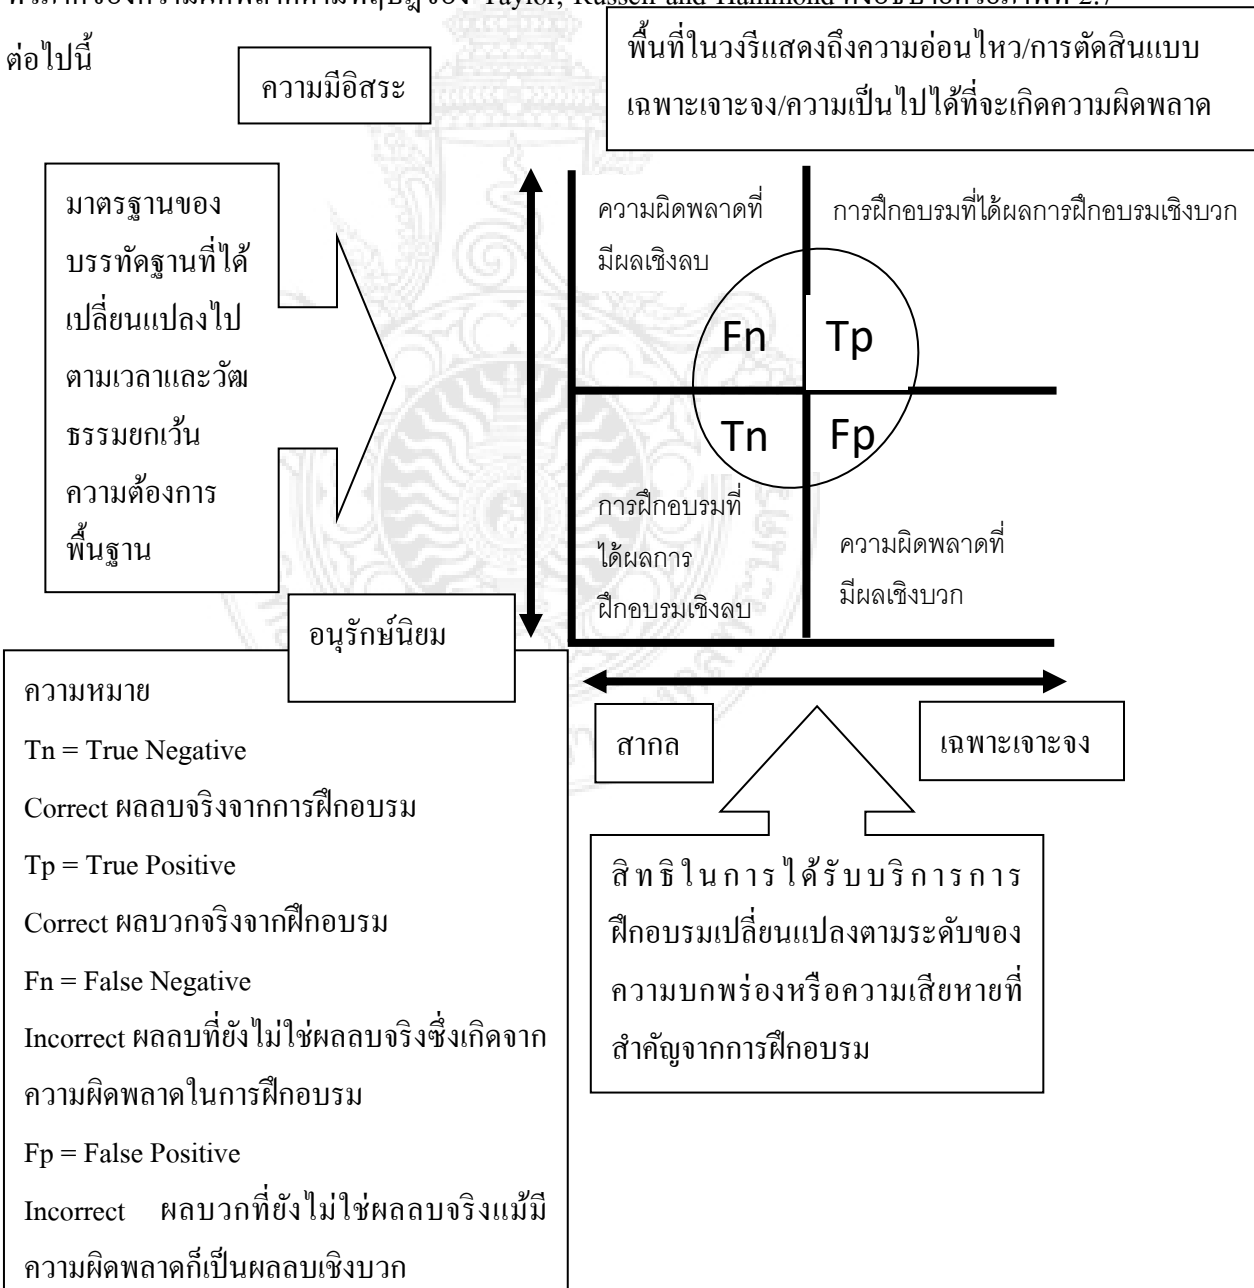 Taylor, Russell and Hammond
ต่อไปนี้
ความมีอิสระ
พื้นที่ในวงรีแสดงถึงความอ่อนไหว/การตัดสินแบบ
เฉพาะเจาะจง/ความเป็นไปได้ที่จะเกิดความผิดพลาด
มาตรฐานของ
บรรทัดฐานที่ได้
เปลี่ยนแปลงไป
ตามเวลาและวัฒ
ธรรมยกเว้น
ความต้องการ
พื้นฐาน
ความผิดพลาดที่
มีผลเชิงลบ
การฝึกอบรมที่ได้ผลการฝึกอบรมเชิงบวก
Fn
Tp
Tn
Fp
การฝึกอบรมที่
ได้ผลการ
ฝึกอบรมเชิงลบ
ความผิดพลาดที่
มีผลเชิงบวก
อนุรักษ์นิยม
สากล
เฉพาะเจาะจง
ความหมาย
Tn = True Negative
Correct ผลลบจริงจากการฝึกอบรม
Tp = True Positive
Correct ผลบวกจริงจากฝึกอบรม
Fn = False Negative
Incorrect ผลลบที่ยังไม่ใช่ผลลบจริงซึ่งเกิดจาก
ความผิดพลาดในการฝึกอบรม
Fp = False Positive
Incorrect ผลบวกที่ยังไม่ใช่ผลลบจริงแม้มี
ความผิดพลาดก็เป็นผลลบเชิงบวก
สิทธิในการได้รับบริการการ
ฝึกอบรมเปลี่ยนแปลงตามระดับของ
ความบกพร่องหรือความเสียหายที่
สำคัญจากการฝึกอบรม